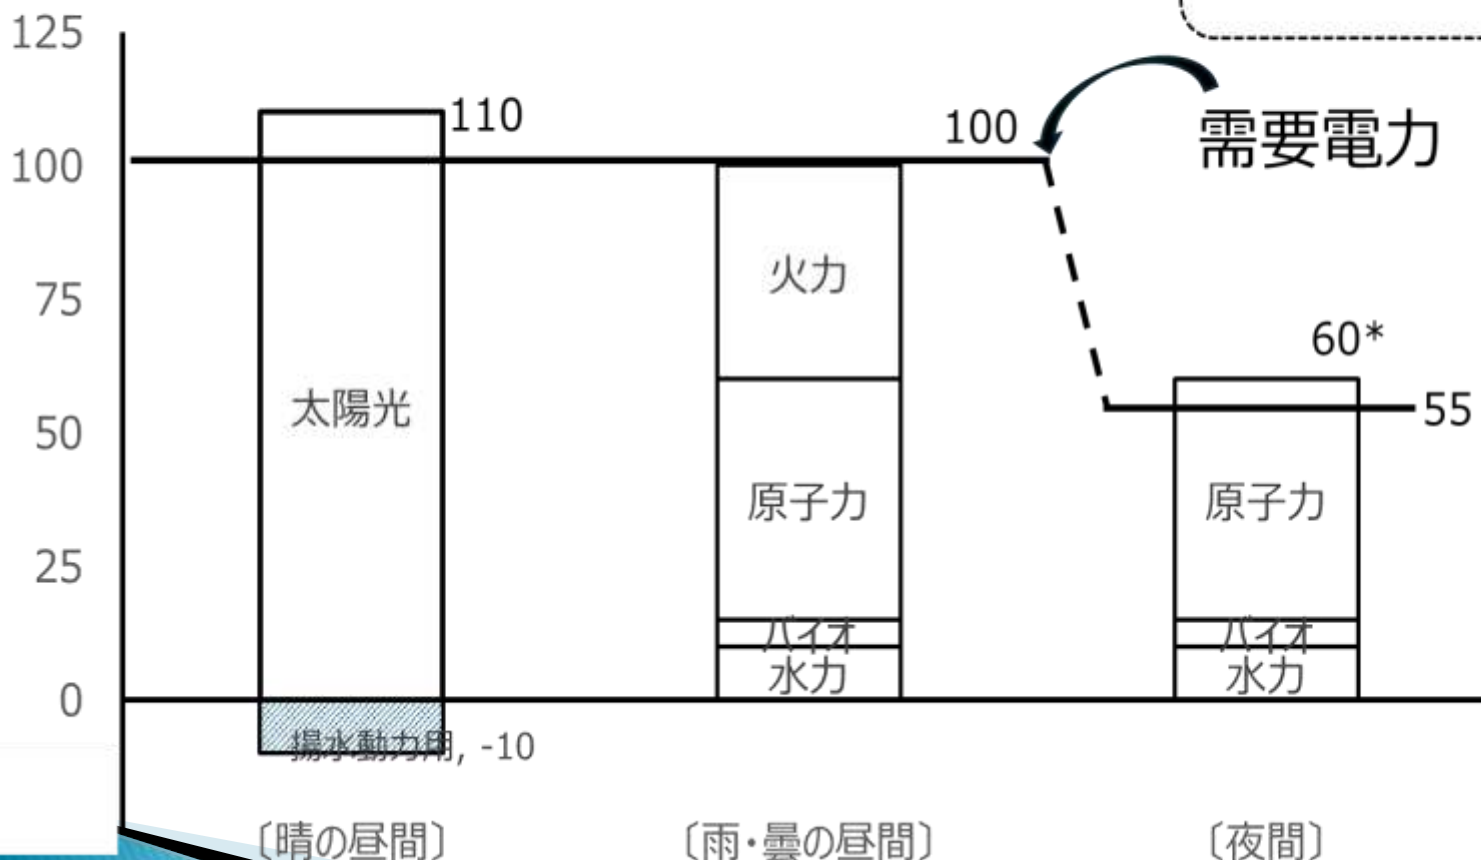 125
110
100
需要電力
100
火力
75
60*
太陽光
55
50
原子力
原子力
25
バイオ
バイオ
水力
水力
0
揚水動力用, -10
〔晴の昼間〕
〔雨・曇の昼間〕
〔夜間〕